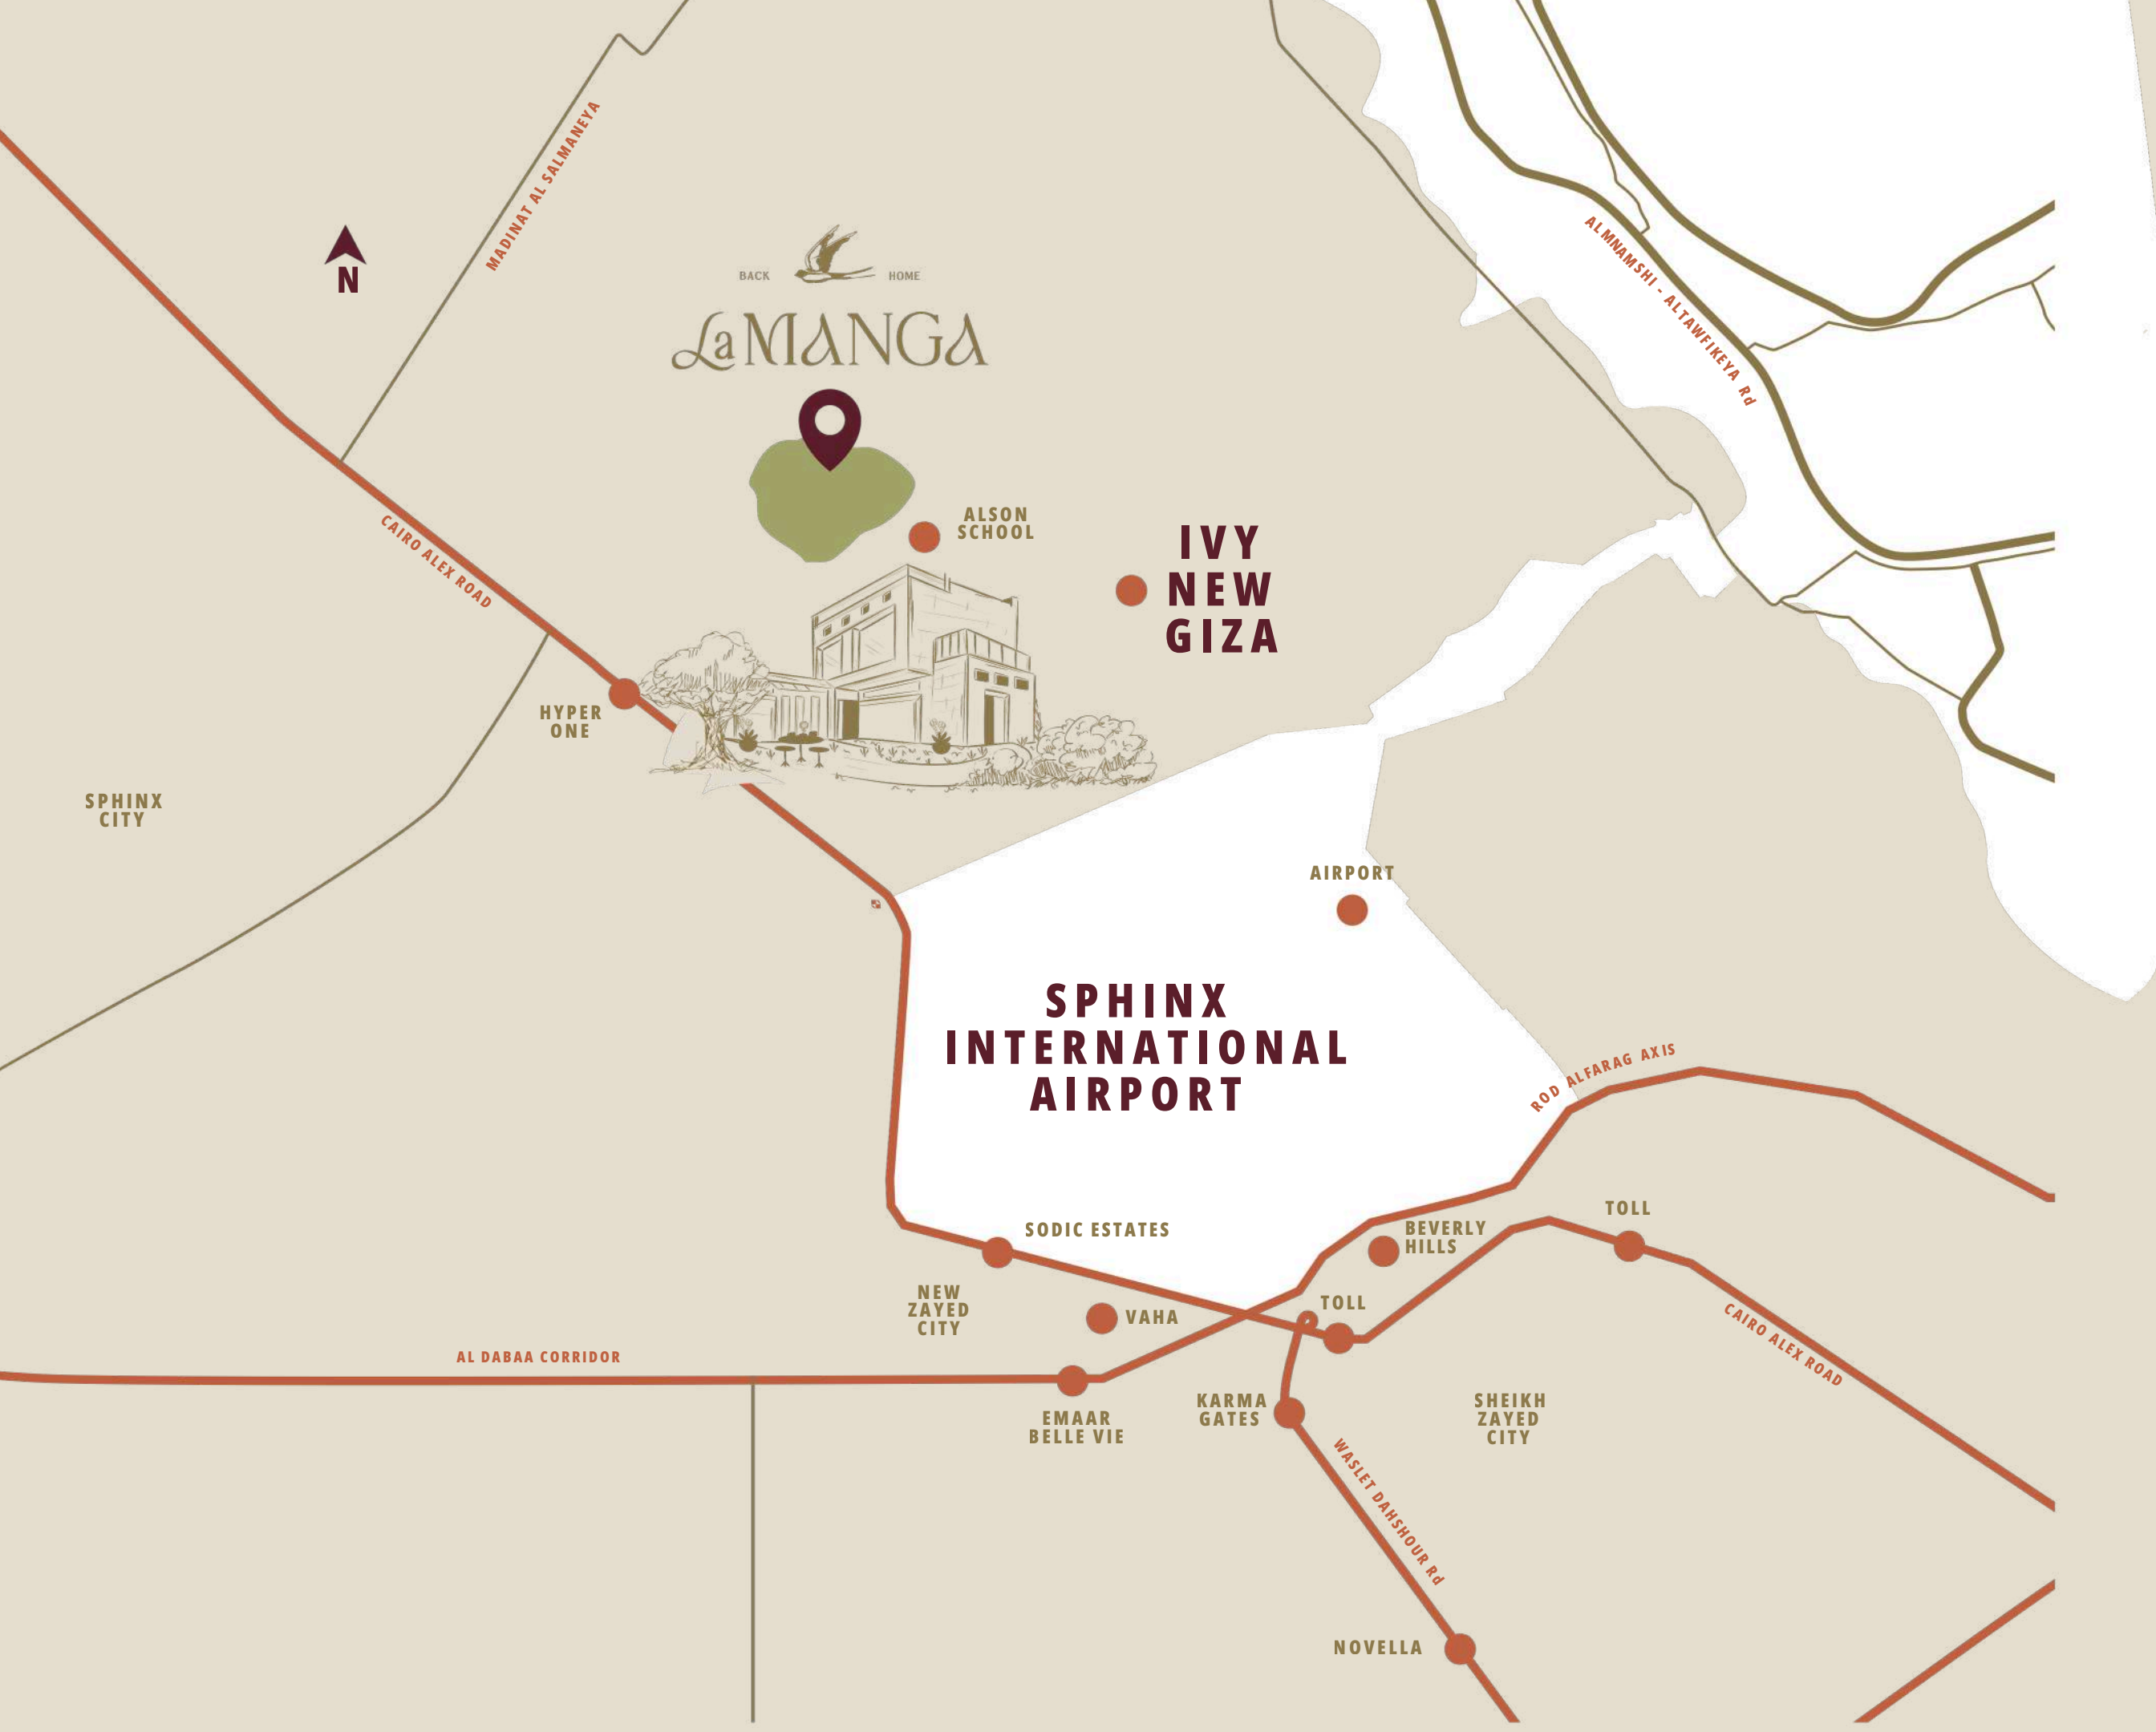 MADINAT AL SALMANEYA
N
BACK
HOME
La MANGA
ALMNAMSHI - ALTAWFIKEYA Rd
CAIRO ALEX ROAD
ALSON
SCHOOL
IVY
NEW
GIZA
HYPER
ONE
SPHINX
CITY
AIRPORT
SPHINX
INTERNATIONAL
AIRPORT
ROD ALFARAG AXIS
TOLL
SODIC ESTATES
BEVERLY
HILLS
NEW
ZAYED
CITY
VAHA
TOLL
CAIRO ALEX ROAD
AL DABAA CORRIDOR
EMAAR
BELLE VIE
KARMA
GATES
SHEIKH
ZAYED
CITY
WASLET DAHSHOUR Rd
NOVELLA